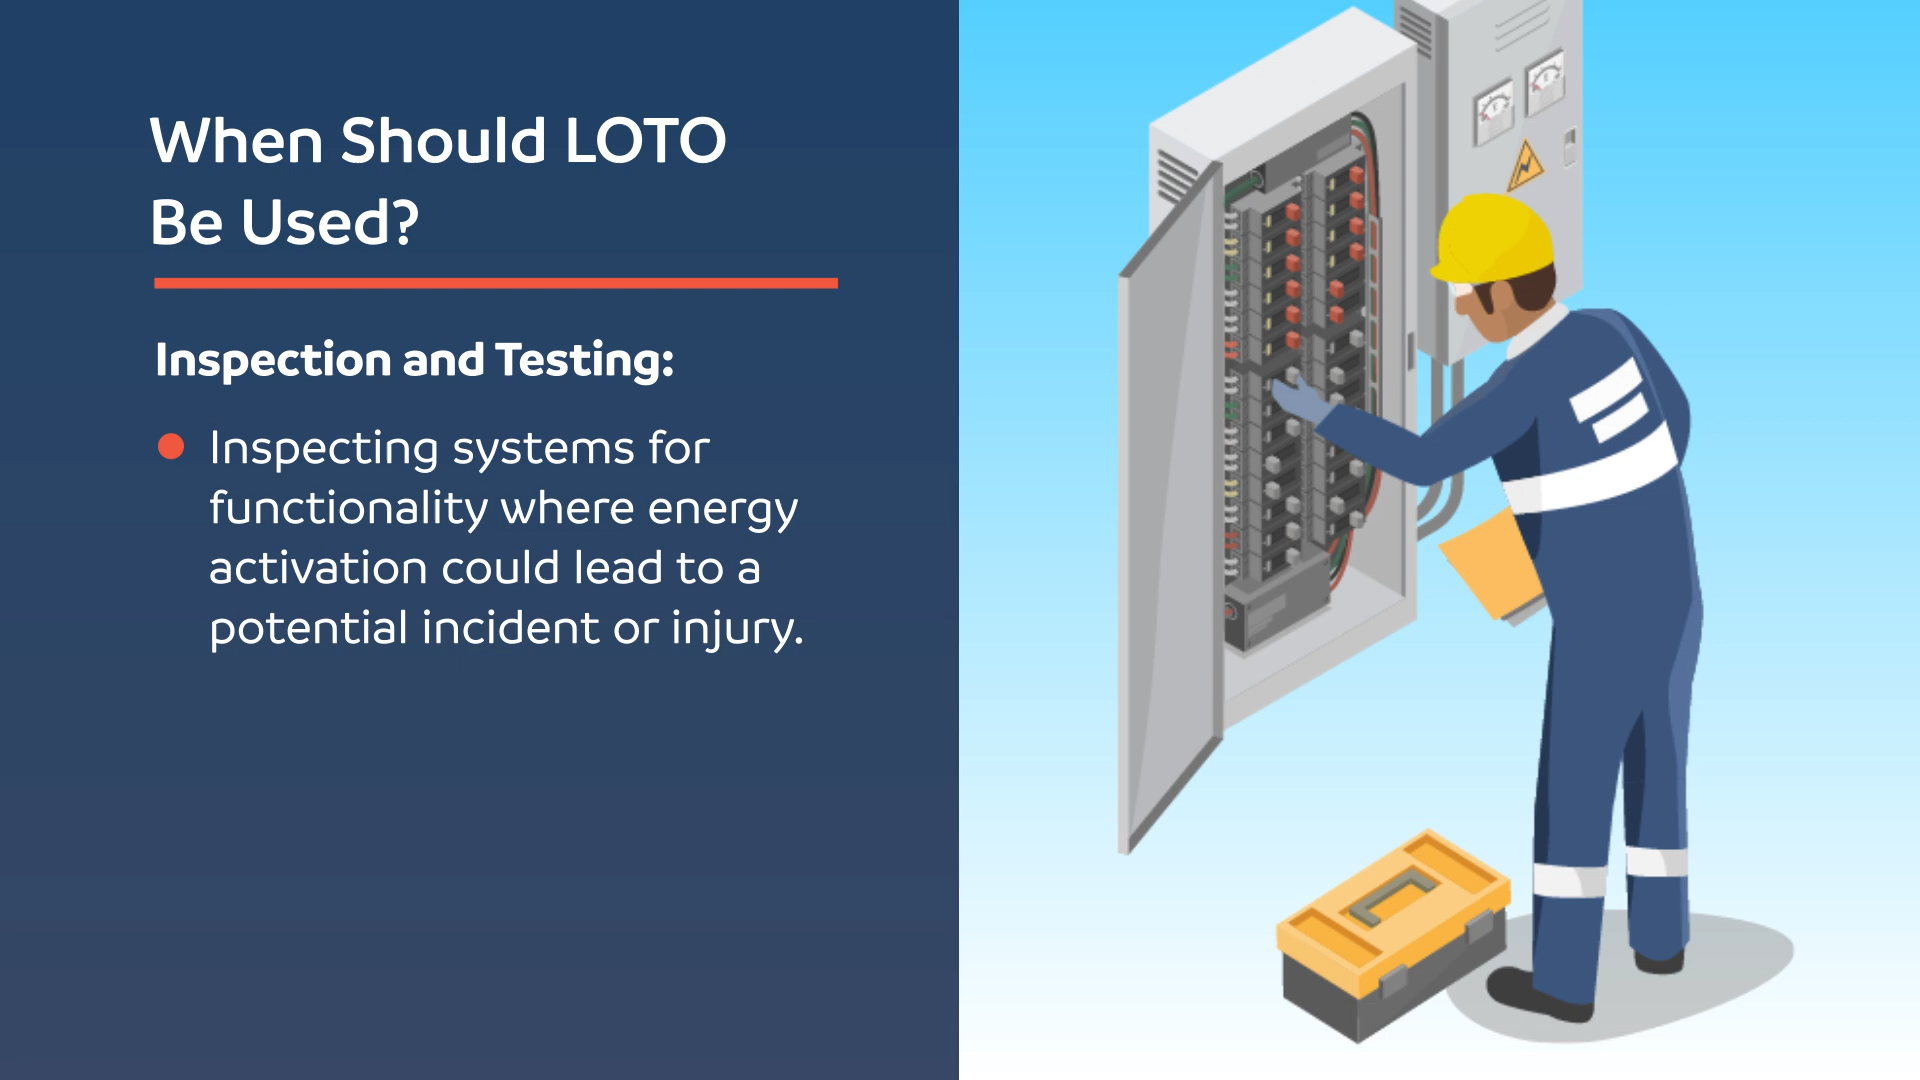 When Should LOTO
Be Used?
Inspection and Testing:
Inspecting systems for
functionality where energy
activation could lead to a
potential incident or injury.